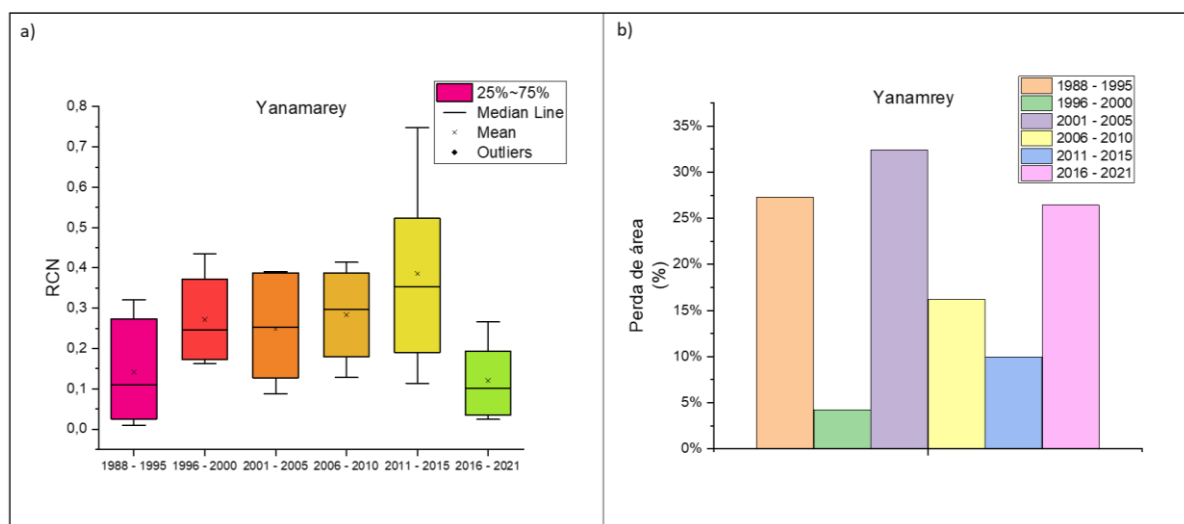 a)
Yanamarey
25%~75%
Median Line
Mean
Outliers
RCN
0,8
0,7
0,6
0,5
0,4
0,3
0,2
0,1
0,0
1988 - 1995 1996 - 2000 2001 - 2005 2006 - 2010 2011 - 2015 2016 - 2021
b)
Yanamrey
1988 - 1995
1996 - 2000
2001 - 2005
2006 - 2010
2011 - 2015
2016 - 2021
Perda de área
(%)
35%
30%
25%
20%
15%
10%
5%
0%